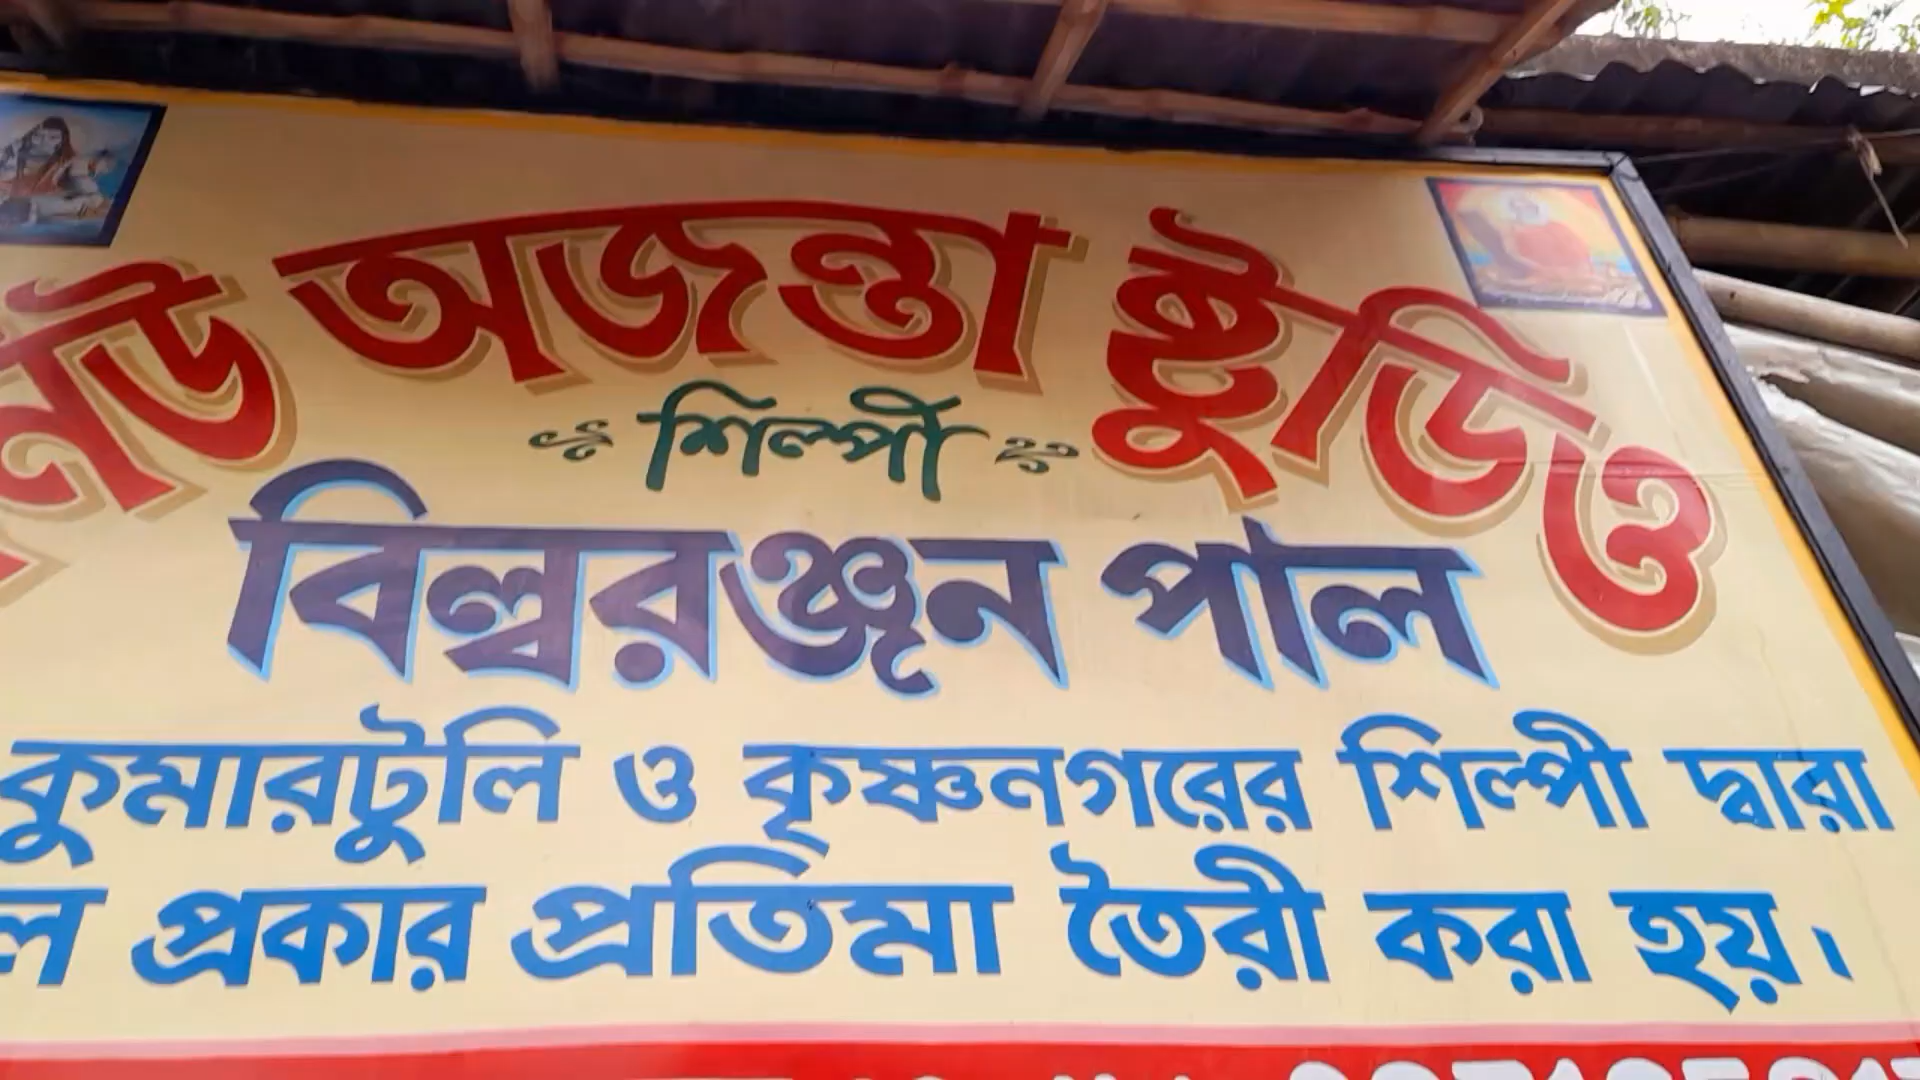 নিউ অজন্তা ষ্টুডিও
শিল্পী
বিল্বরঞ্জন পাল
কুমারটুলি ও কৃষ্ণনগরের শিল্পী দ্বারা
প্রকার প্রতিমা তৈরী করা হয়।